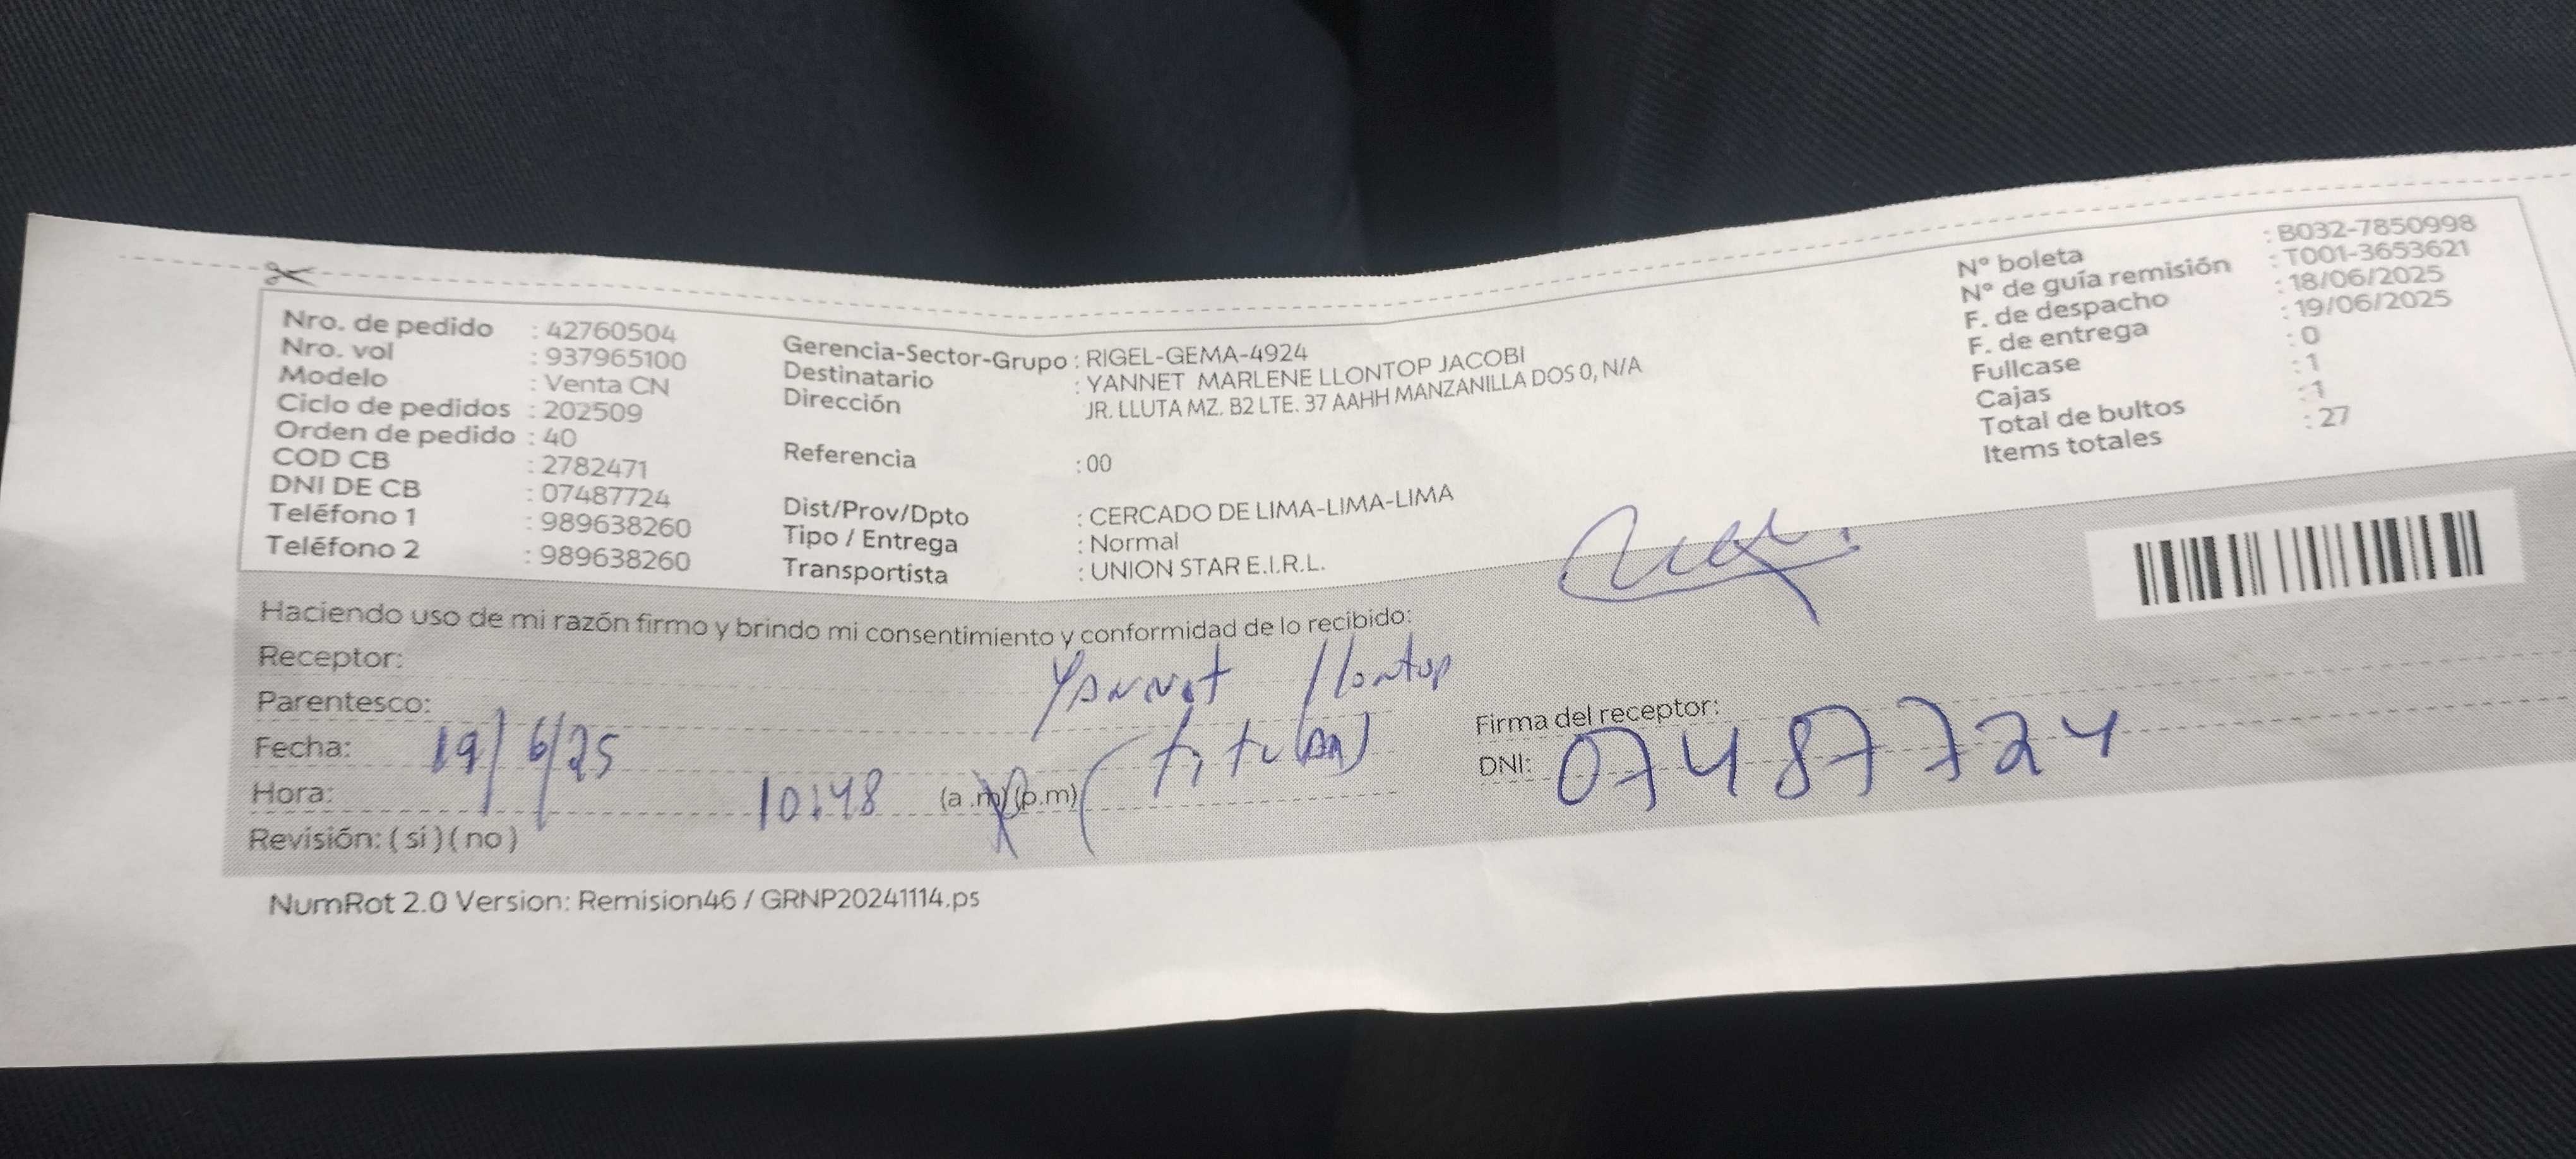 Nro. de pedido : 42760504
Nro. vol : 937965100
Modelo : Venta CN
Ciclo de pedidos : 202509
Orden de pedido : 40
COD CB : 2782471
DNI DE CB : 07487724
Teléfono 1 : 989638260
Teléfono 2 : 989638260
Gerencia-Sector-Grupo : RIGEL-GEMA-4924
Destinatario : YANNET MARLENE LLONTOP JACOBI
Dirección JR. LLUTA MZ. B2 LTE. 37 AAHH MANZANILLA DOS 0, N/A
Referencia : 00
Dist/Prov/Dpto : CERCADO DE LIMA-LIMA-LIMA
Tipo / Entrega : Normal
Transportista : UNION STAR E.I.R.L.
N° boleta : B032-7850998
N° de guía remisión : T001-3653621
F. de despacho : 18/06/2025
F. de entrega : 19/06/2025
Fullcase : 0
Cajas : 1
Total de bultos : 1
Items totales : 27
Haciendo uso de mi razón firmo y brindo mi consentimiento y conformidad de lo recibido:
Receptor: Yannet Llontop
Parentesco: (titular)
Fecha: 19/6/25
Hora: 10:48 (a .m) (p.m)
Revisión: ( sí ) ( no )
Firma del receptor:
DNI: 07487724
NumRot 2.0 Version: Remision46 / GRNP20241114.ps